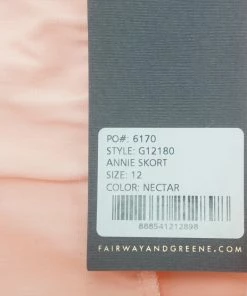 PO#: 6170
STYLE: G12180
ANNIE SKORT
SIZE: 12
COLOR: NECTAR
888541212898
FAIRWAYANDGREENE.COM